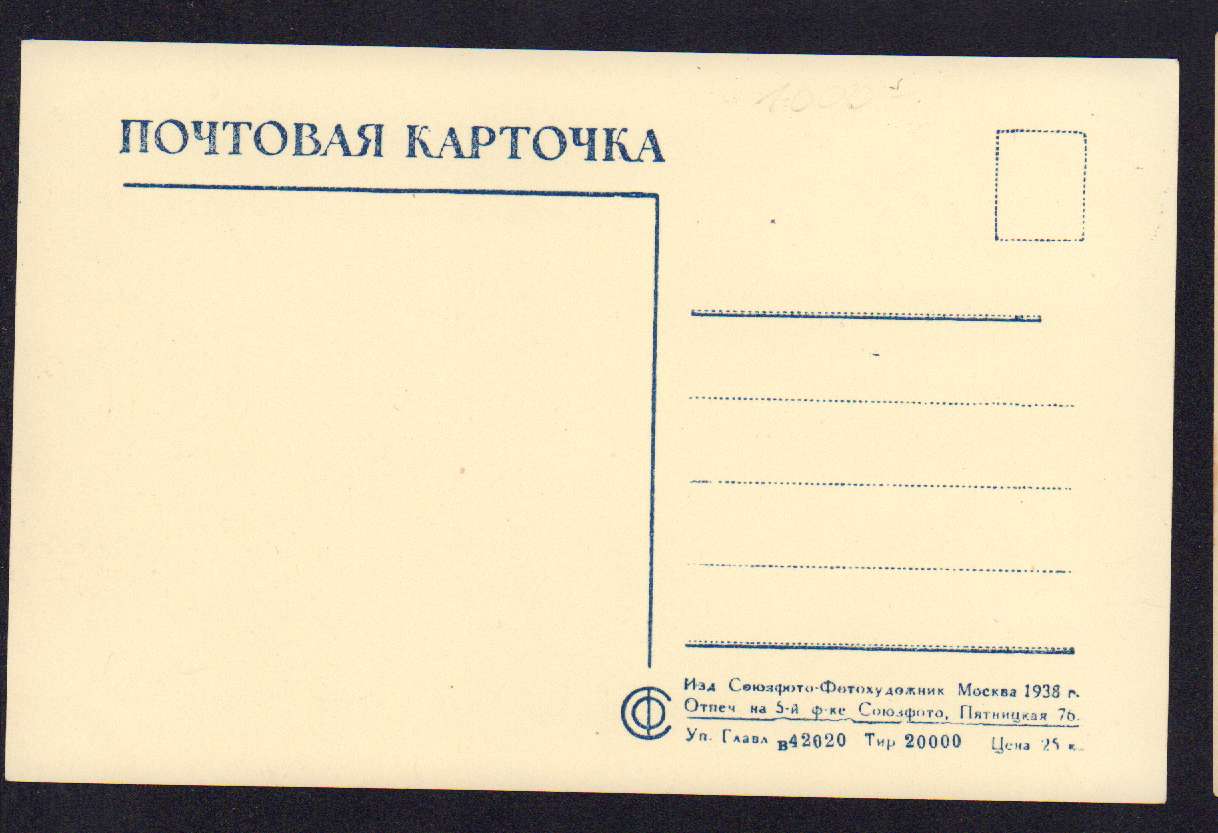 ПОЧТОВАЯ КАРТОЧКА
Изд Союзфото-Фотохудожник Москва 1938 г.
Отпеч на 5-й ф-ке Союзфото, Пятницкая 76.
Уп. Главл в42020 Тир 20000 Цена 25 к.